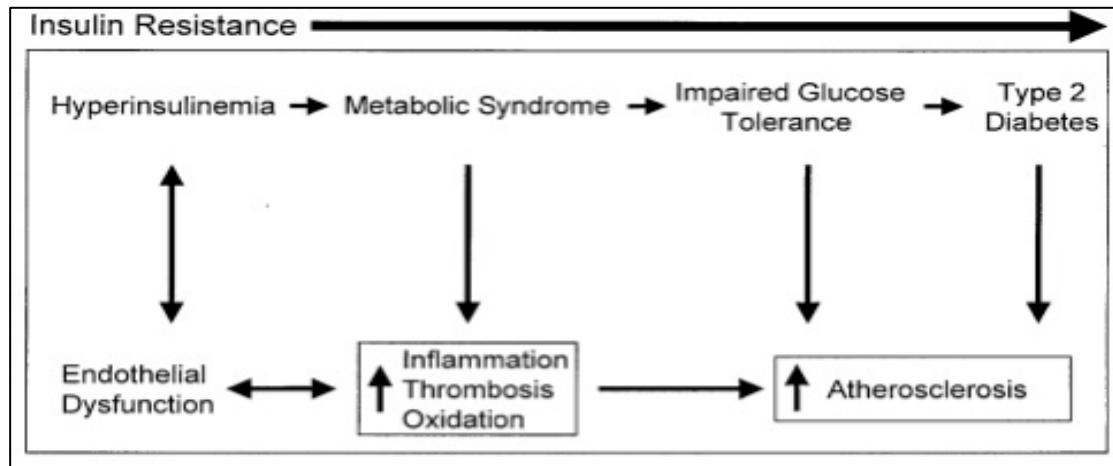 Insulin Resistance
Hyperinsulinemia
Metabolic Syndrome
Impaired Glucose
Tolerance
Type 2
Diabetes
Endothelial
Dysfunction
Inflammation
Thrombosis
Oxidation
Atherosclerosis